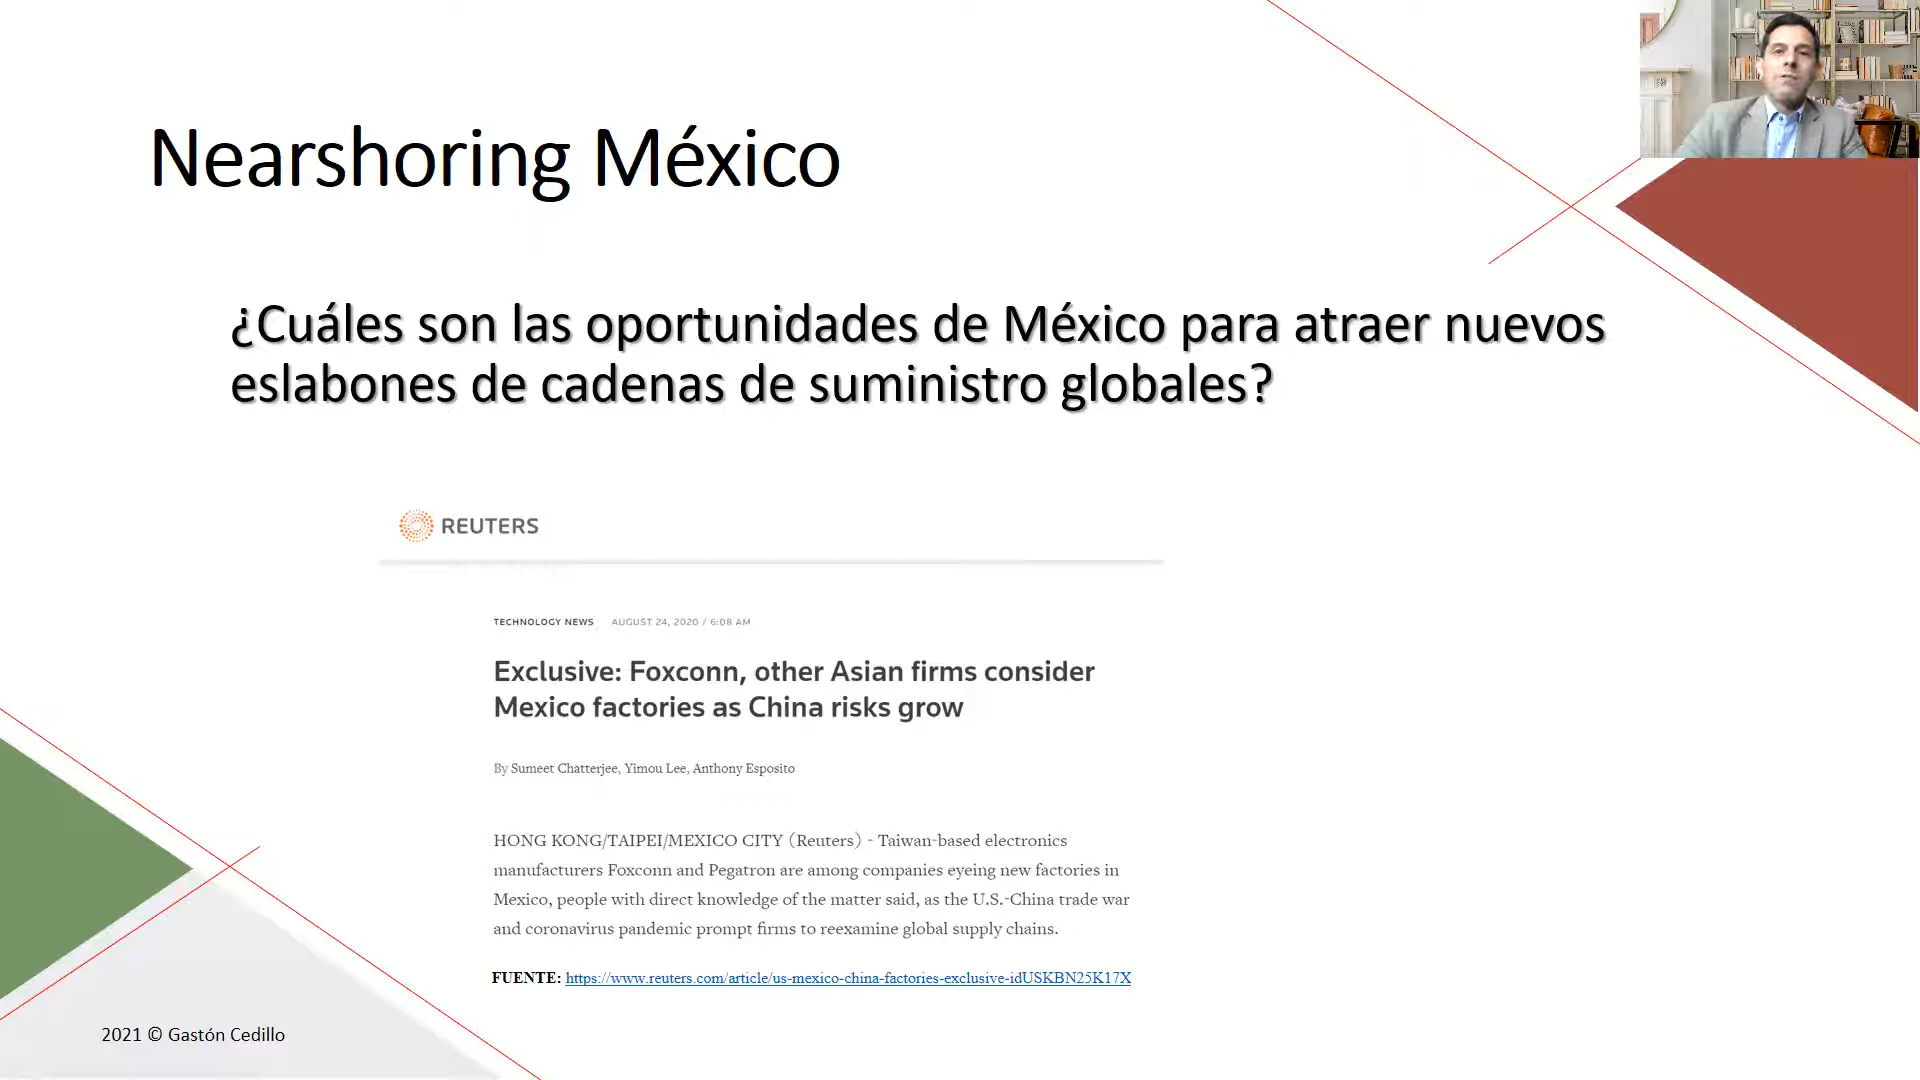 Nearshoring México
¿Cuáles son las oportunidades de México para atraer nuevos
eslabones de cadenas de suministro globales?
REUTERS
TECHNOLOGY NEWS AUGUST 24, 2020 / 6:08 AM
Exclusive: Foxconn, other Asian firms consider
Mexico factories as China risks grow
By Sumeet Chatterjee, Yimou Lee, Anthony Esposito
HONG KONG/TAIPEI/MEXICO CITY (Reuters) - Taiwan-based electronics
manufacturers Foxconn and Pegatron are among companies eyeing new factories in
Mexico, people with direct knowledge of the matter said, as the U.S.-China trade war
and coronavirus pandemic prompt firms to reexamine global supply chains.
FUENTE: https://www.reuters.com/article/us-mexico-china-factories-exclusive-idUSKBN25K17X
2021 © Gastón Cedillo